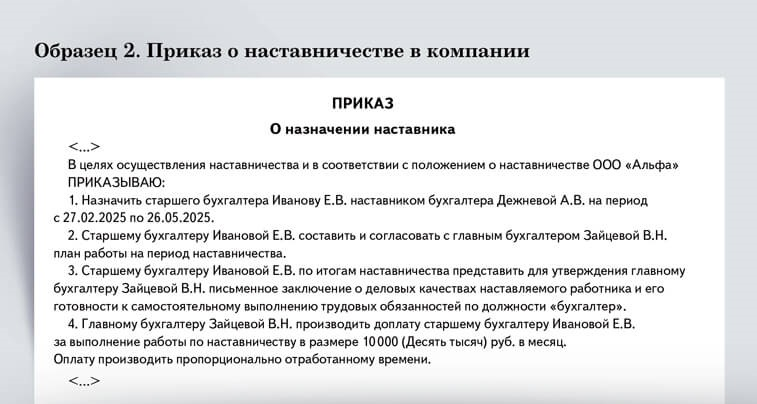 Образец 2. Приказ о наставничестве в компании
ПРИКАЗ
О назначении наставника
<...>
В целях осуществления наставничества и в соответствии с положением о наставничестве ООО «Альфа»
ПРИКАЗЫВАЮ:
1. Назначить старшего бухгалтера Иванову Е.В. наставником бухгалтера Дежневой А.В. на период
с 27.02.2025 по 26.05.2025.
2. Старшему бухгалтеру Ивановой Е.В. составить и согласовать с главным бухгалтером Зайцевой В.Н.
план работы на период наставничества.
3. Старшему бухгалтеру Ивановой Е.В. по итогам наставничества представить для утверждения главному
бухгалтеру Зайцевой В.Н. письменное заключение о деловых качествах наставляемого работника и его
готовности к самостоятельному выполнению трудовых обязанностей по должности «бухгалтер».
4. Главному бухгалтеру Зайцевой В.Н. производить доплату старшему бухгалтеру Ивановой Е.В.
за выполнение работы по наставничеству в размере 10 000 (Десять тысяч) руб. в месяц.
Оплату производить пропорционально отработанному времени.
<...>